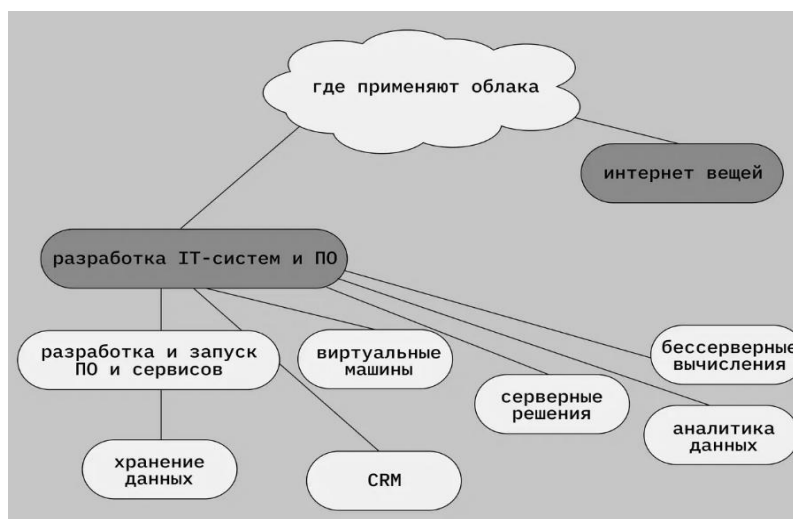 где применяют облака
интернет вещей
разработка IT-систем и ПО
разработка и запуск
ПО и сервисов
виртуальные
машины
бессерверные
вычисления
серверные
решения
аналитика
данных
хранение
данных
CRM